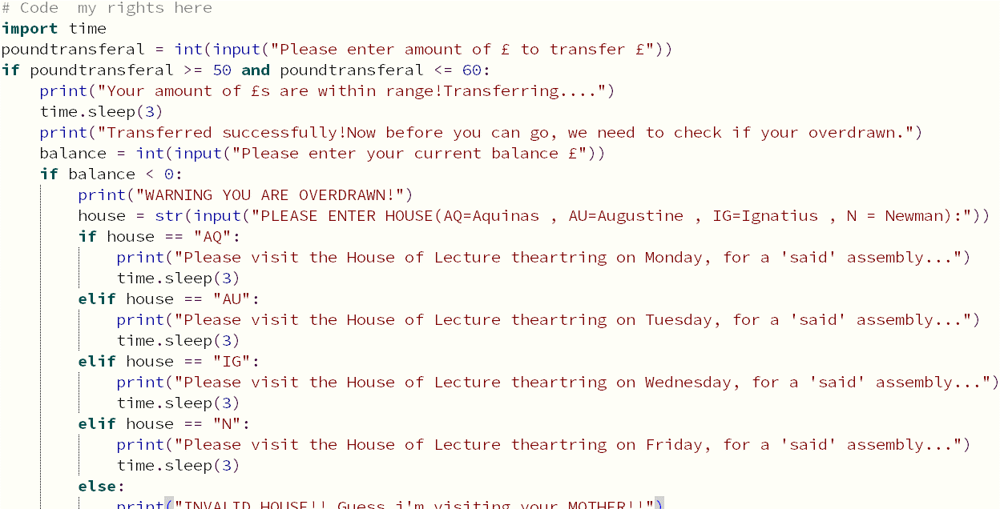 # Code  my rights here
import time
poundtransferal = int(input("Please enter amount of £ to transfer £"))
if poundtransferal >= 50 and poundtransferal <= 60:
    print("Your amount of £s are within range!Transferring....")
    time.sleep(3)
    print("Transferred successfully!Now before you can go, we need to check if your overdrawn.")
    balance = int(input("Please enter your current balance £"))
    if balance < 0:
        print("WARNING YOU ARE OVERDRAWN!")
        house = str(input("PLEASE ENTER HOUSE(AQ=Aquinas , AU=Augustine , IG=Ignatius , N = Newman):"))
        if house == "AQ":
            print("Please visit the House of Lecture theartring on Monday, for a 'said' assembly...")
            time.sleep(3)
        elif house == "AU":
            print("Please visit the House of Lecture theartring on Tuesday, for a 'said' assembly...")
            time.sleep(3)
        elif house == "IG":
            print("Please visit the House of Lecture theartring on Wednesday, for a 'said' assembly...")
            time.sleep(3)
        elif house == "N":
            print("Please visit the House of Lecture theartring on Friday, for a 'said' assembly...")
            time.sleep(3)
        else:
            print("INVALID HOUSE!! Guess i'm visiting your MOTHER!!")